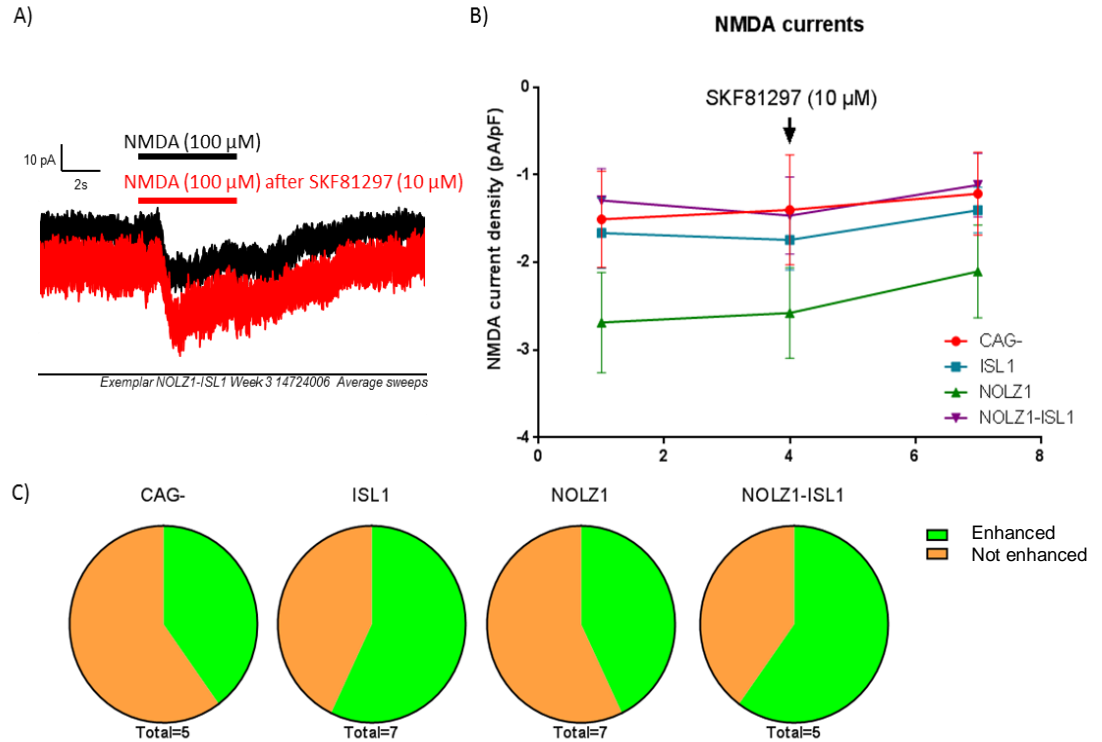 A)
NMDA (100 µM)
10 pA
2s
NMDA (100 µM) after SKF81297 (10 µM)
Exemplar NOLZ1-ISL1 Week 3 14724006 Average sweeps
B)
NMDA currents
SKF81297 (10 µM)
NMDA current density (pA/pF)
0
-1
-2
-3
-4
0
2
4
6
8
CAG-
ISL1
NOLZ1
NOLZ1-ISL1
C)
CAG-
ISL1
NOLZ1
NOLZ1-ISL1
Enhanced
Not enhanced
Total=5
Total=7
Total=7
Total=5